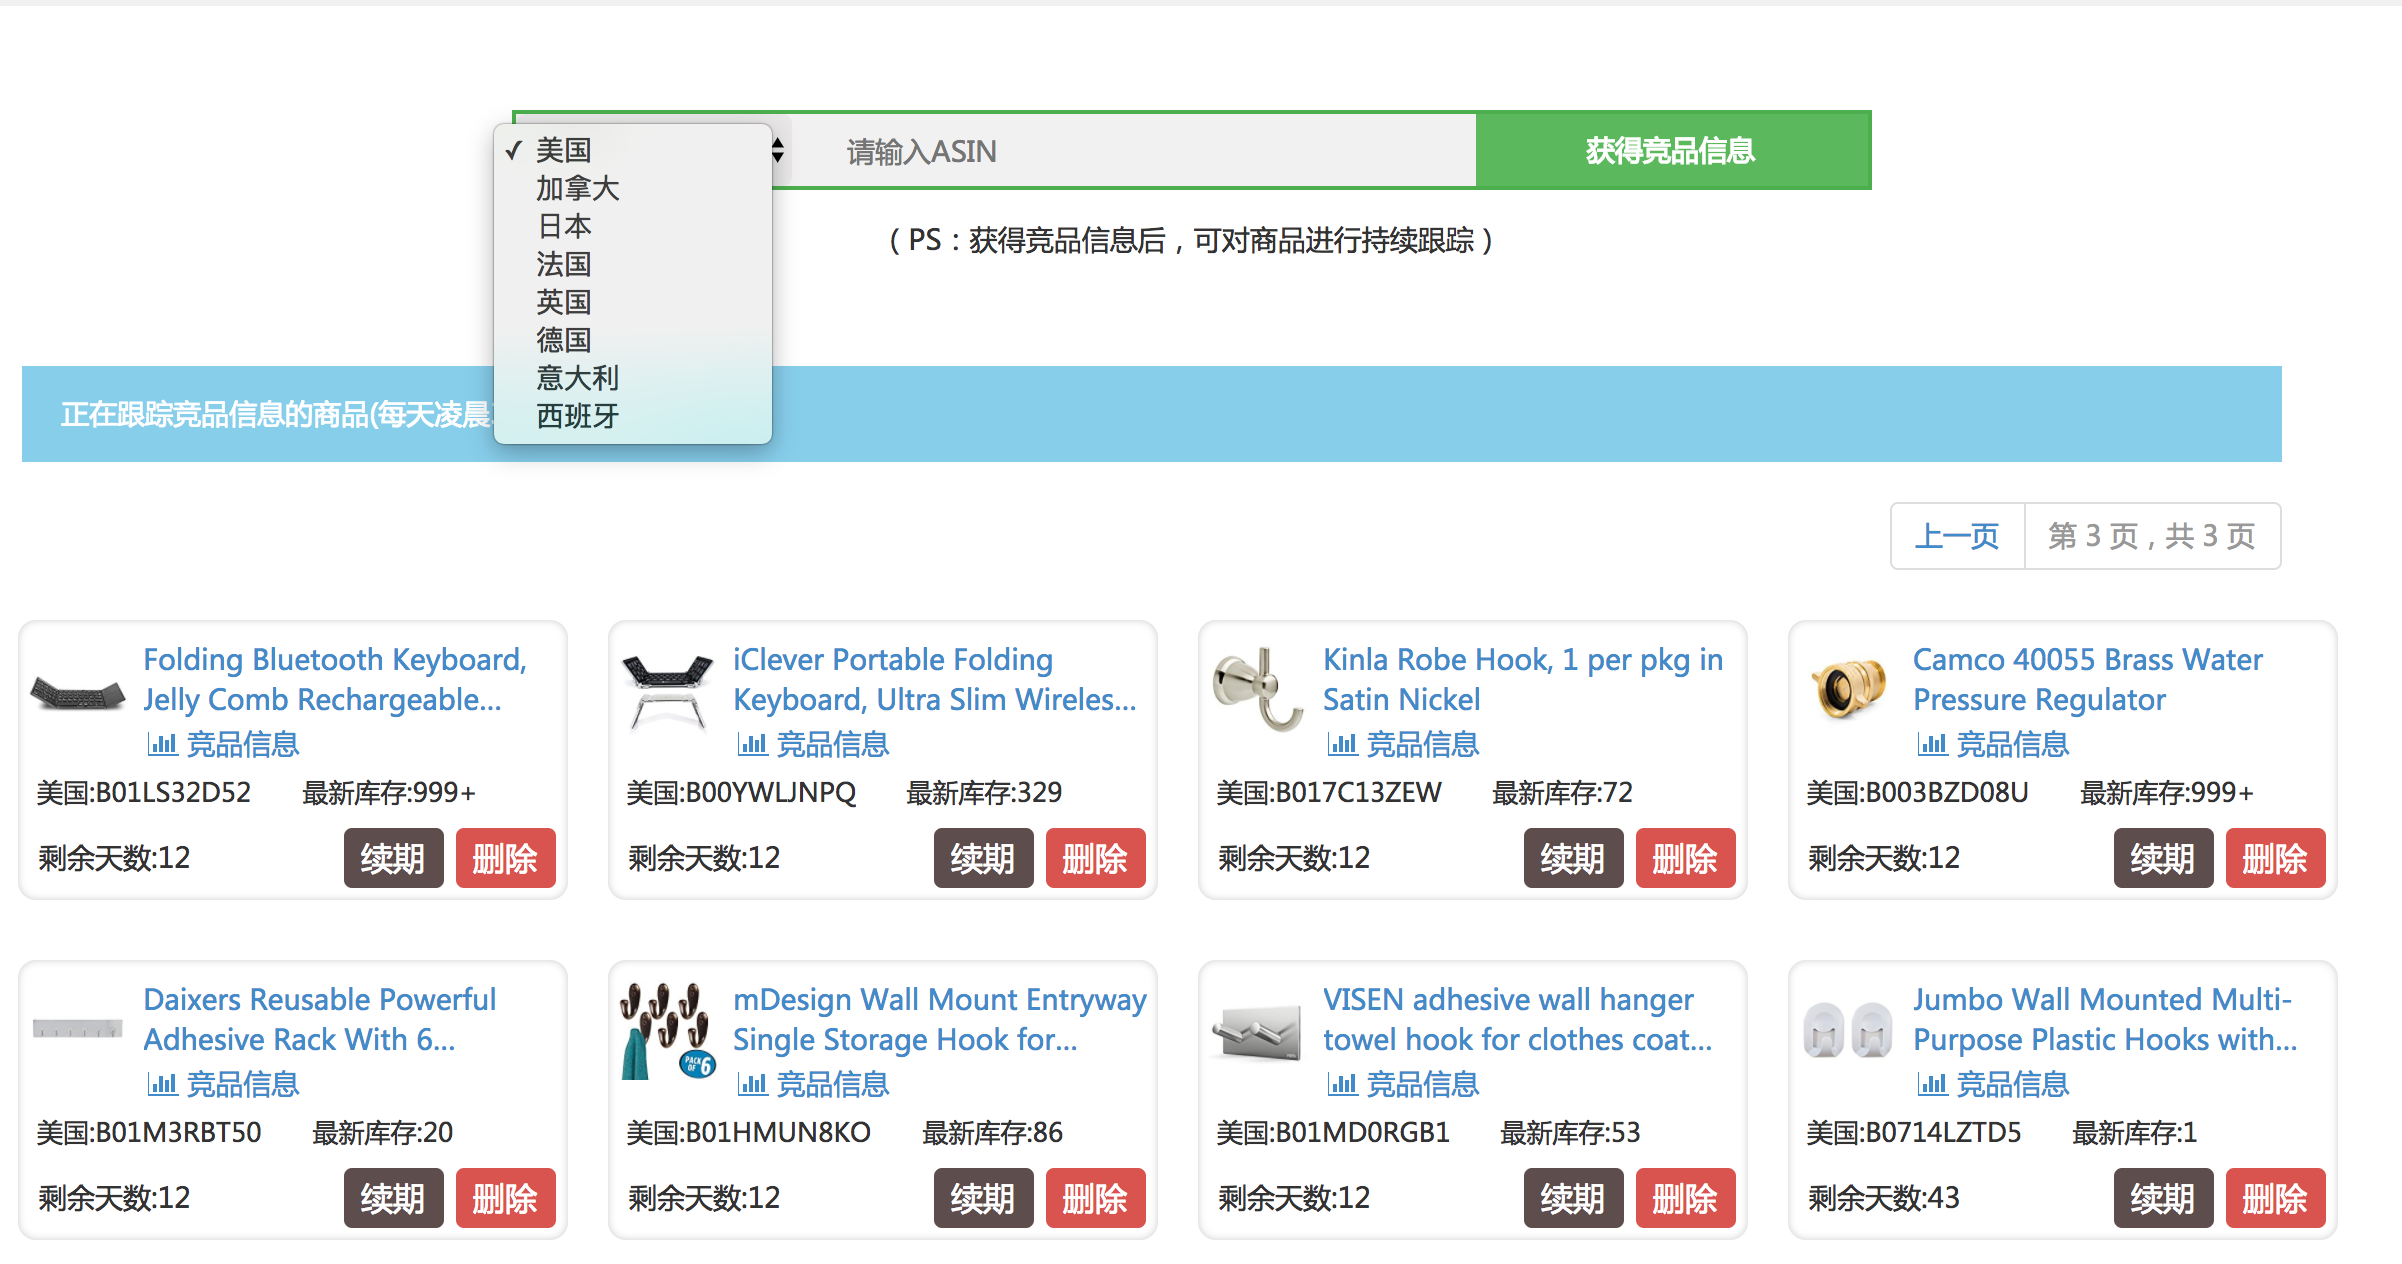 ✓ 美国
加拿大
日本
法国
英国
德国
意大利
西班牙
请输入ASIN
获得竞品信息
( PS：获得竞品信息后，可对商品进行持续跟踪 )
正在跟踪竞品信息的商品(每天凌晨
上一页
第 3 页 , 共 3 页
Folding Bluetooth Keyboard,
Jelly Comb Rechargeable...
竞品信息
美国:B01LS32D52 最新库存:999+
剩余天数:12 续期 删除
iClever Portable Folding
Keyboard, Ultra Slim Wireles...
竞品信息
美国:B00YWLJNPQ 最新库存:329
剩余天数:12 续期 删除
Kinla Robe Hook, 1 per pkg in
Satin Nickel
竞品信息
美国:B017C13ZEW 最新库存:72
剩余天数:12 续期 删除
Camco 40055 Brass Water
Pressure Regulator
竞品信息
美国:B003BZD08U 最新库存:999+
剩余天数:12 续期 删除
Daixers Reusable Powerful
Adhesive Rack With 6...
竞品信息
美国:B01M3RBT50 最新库存:20
剩余天数:12 续期 删除
PACK
OF 6
mDesign Wall Mount Entryway
Single Storage Hook for...
竞品信息
美国:B01HMUN8KO 最新库存:86
剩余天数:12 续期 删除
VISEN adhesive wall hanger
towel hook for clothes coat...
竞品信息
美国:B01MD0RGB1 最新库存:53
剩余天数:12 续期 删除
Jumbo Wall Mounted Multi-
Purpose Plastic Hooks with...
竞品信息
美国:B0714LZTD5 最新库存:1
剩余天数:43 续期 删除